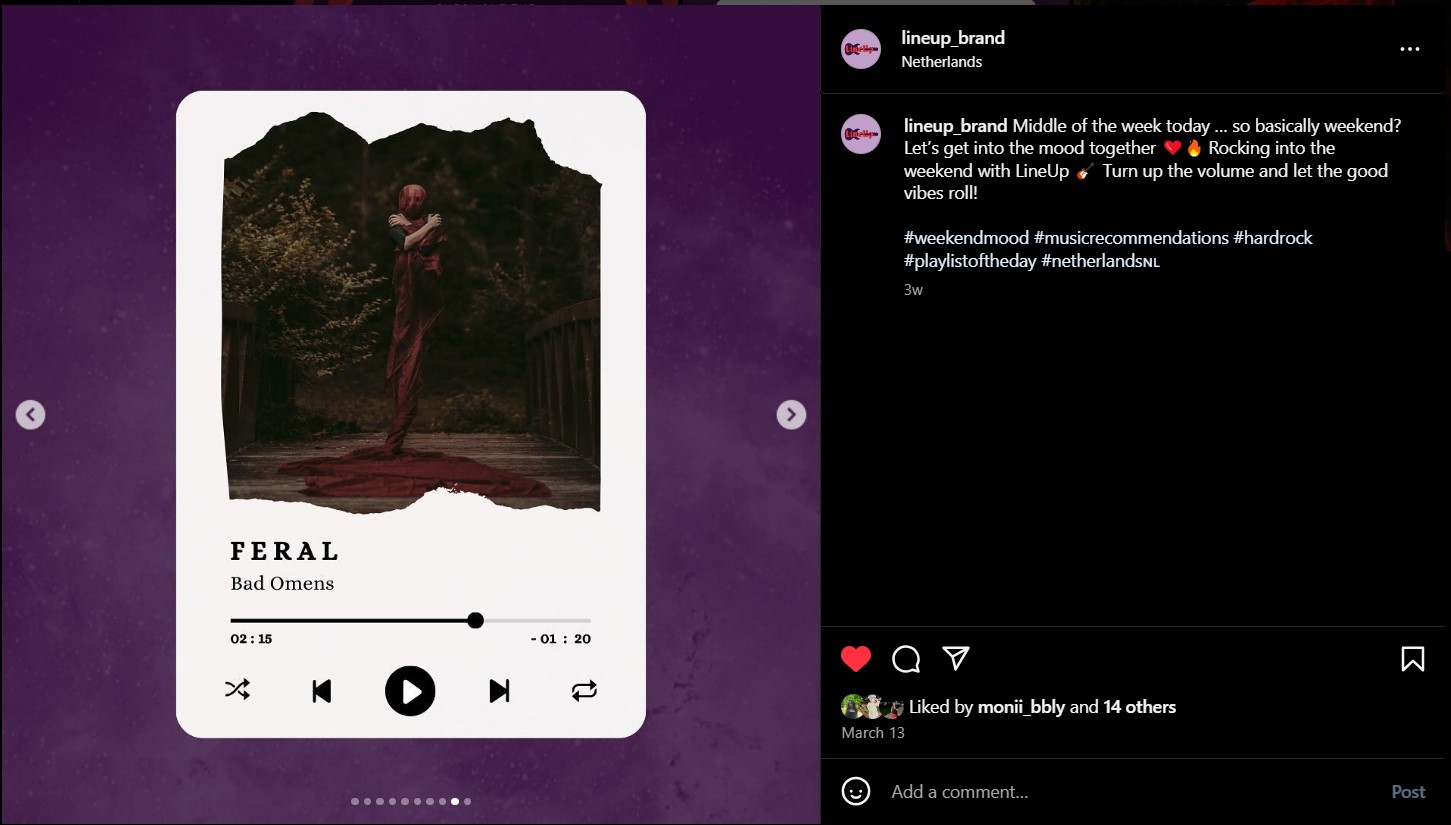 FERAL
Bad Omens
02:15
-01 : 20
lineup_brand
Netherlands
lineup_brand Middle of the week today ... so basically weekend?
Let's get into the mood together ❤️🔥 Rocking into the
weekend with LineUp 🎸 Turn up the volume and let the good
vibes roll!
#weekendmood #musicrecommendations #hardrock
#playlistoftheday #netherlandsNL
3w
Liked by monii_bbly and 14 others
March 13
Add a comment...
Post